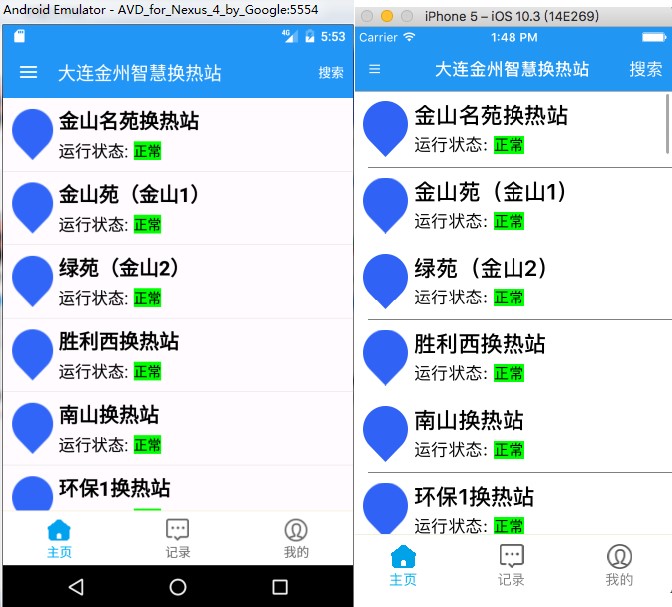 Android Emulator - AVD_for_Nexus_4_by_Google:5554
4G 5:53
大连金州智慧换热站 搜索
金山名苑换热站
运行状态: 正常
金山苑（金山1）
运行状态: 正常
绿苑（金山2）
运行状态: 正常
胜利西换热站
运行状态: 正常
南山换热站
运行状态: 正常
环保1换热站
主页 记录 我的
iPhone 5 – iOS 10.3 (14E269)
Carrier 1:48 PM
大连金州智慧换热站 搜索
金山名苑换热站
运行状态: 正常
金山苑（金山1）
运行状态: 正常
绿苑（金山2）
运行状态: 正常
胜利西换热站
运行状态: 正常
南山换热站
运行状态: 正常
环保1换热站
运行状态: 正常
主页 记录 我的